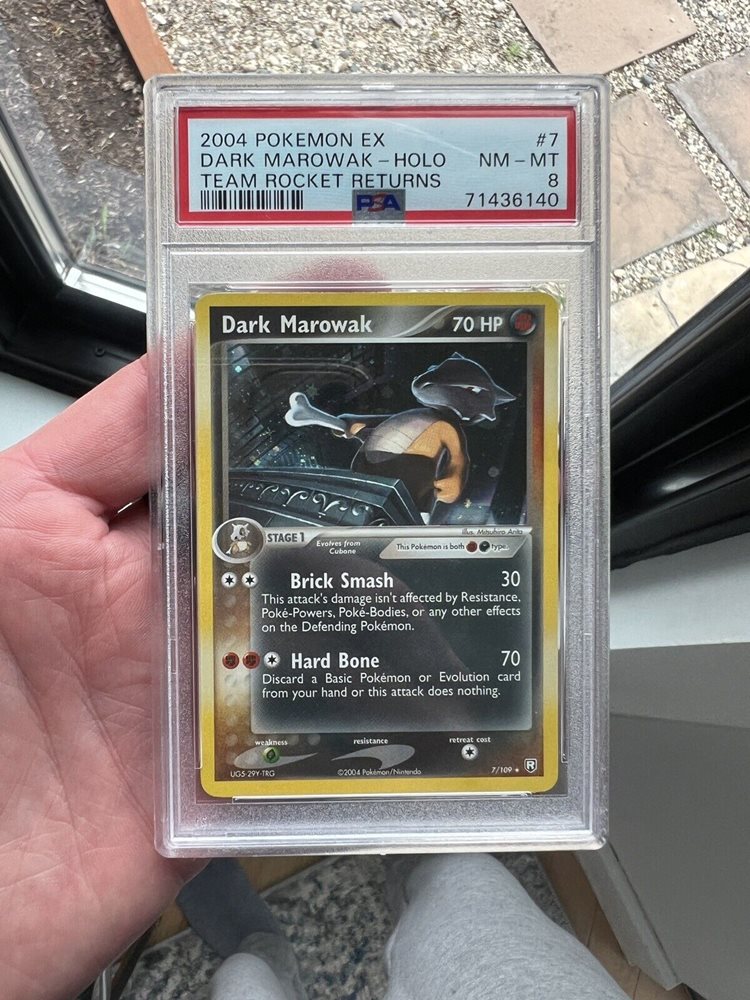 2004 POKEMON EX #7
DARK MAROWAK - HOLO NM - MT
TEAM ROCKET RETURNS 8
PSA 71436140
Dark Marowak 70 HP
Illus. Mitsuhiro Arita
STAGE 1 Evolves from Cubone This Pokémon is both type.
Brick Smash 30
This attack's damage isn't affected by Resistance,
Poké-Powers, Poké-Bodies, or any other effects
on the Defending Pokémon.
Hard Bone 70
Discard a Basic Pokémon or Evolution card
from your hand or this attack does nothing.
weakness resistance retreat cost
UG5-29Y-TRG ©2004 Pokémon/Nintendo 7/109 R